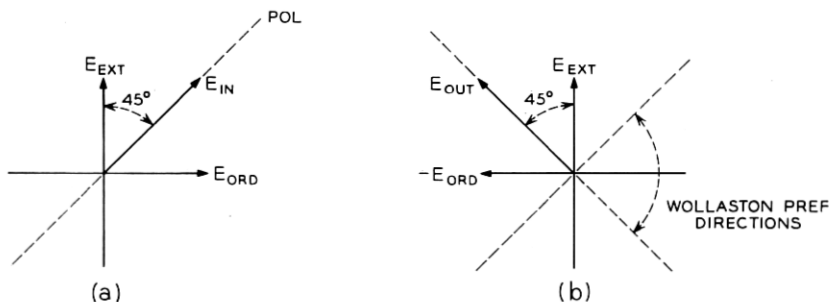 POL
E_EXT
45°
E_IN
E_ORD
(a)
E_OUT
45°
E_EXT
-E_ORD
WOLLASTON PREF
DIRECTIONS
(b)